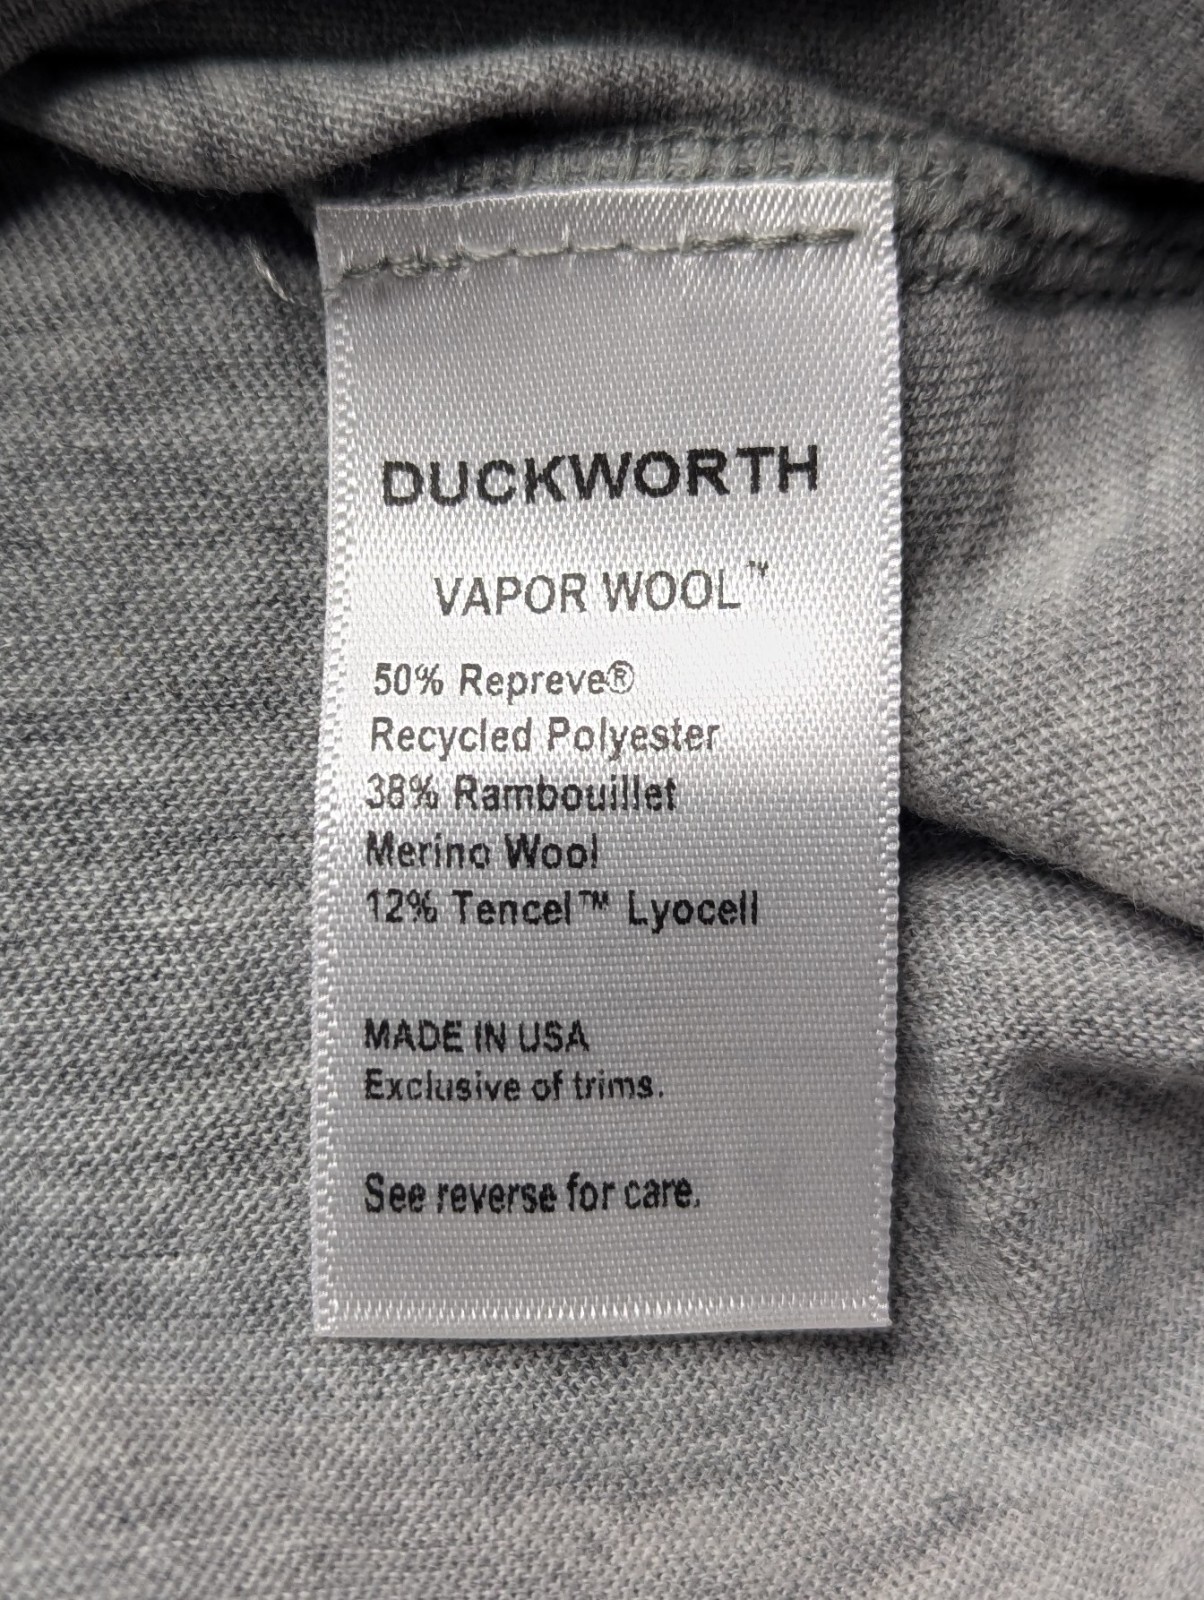 DUCKWORTH
VAPOR WOOL™
50% Repreve®
Recycled Polyester
38% Rambouillet
Merino Wool
12% Tencel™ Lyocell
MADE IN USA
Exclusive of trims.
See reverse for care.